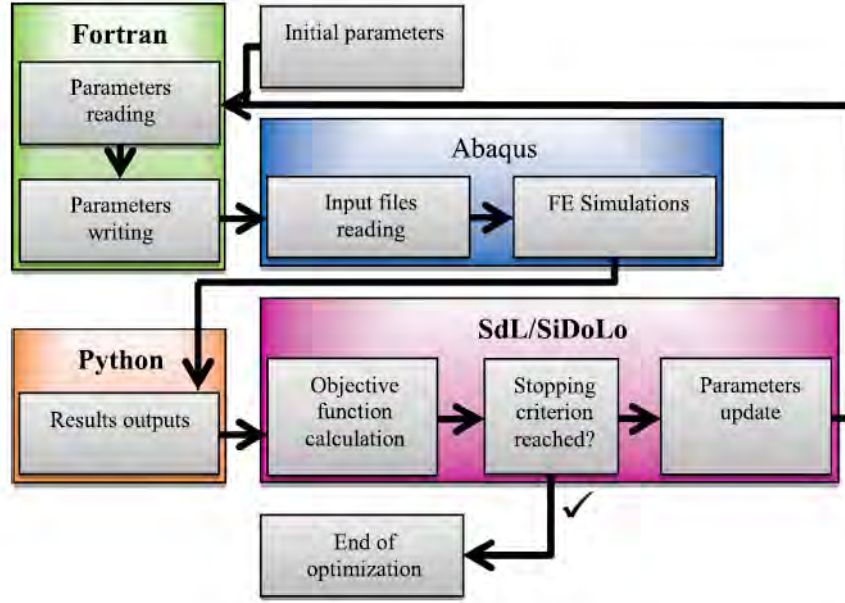 Fortran
Initial parameters
Parameters
reading
Parameters
writing
Abaqus
Input files
reading
FE Simulations
Python
Results outputs
SdL/SiDoLo
Objective
function
calculation
Stopping
criterion
reached?
Parameters
update
End of
optimization